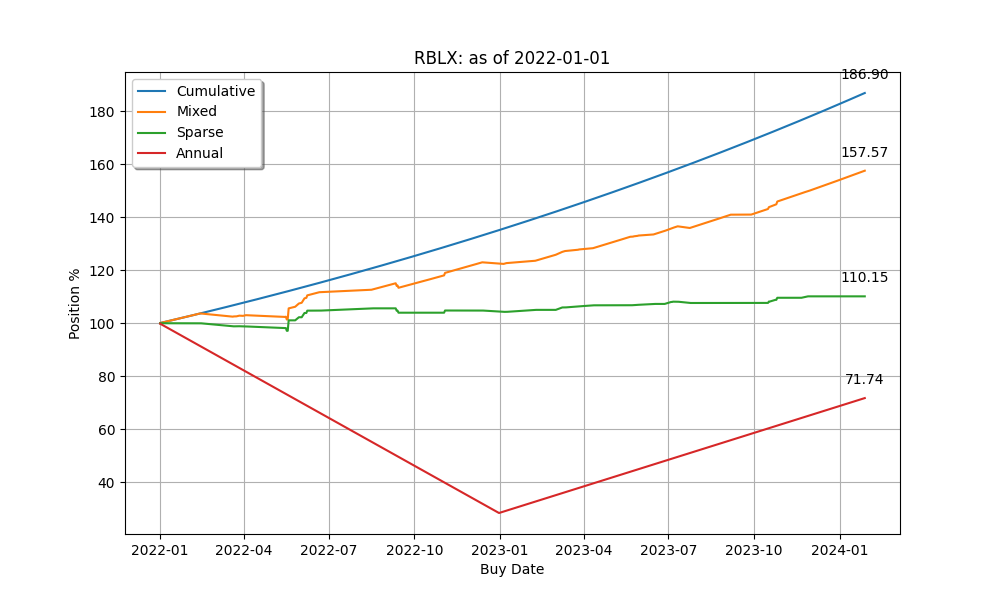 RBLX: as of 2022-01-01
Cumulative
Mixed
Sparse
Annual
186.90
157.57
110.15
71.74
Position %
180
160
140
120
100
80
60
40
2022-01 2022-04 2022-07 2022-10 2023-01 2023-04 2023-07 2023-10 2024-01
Buy Date